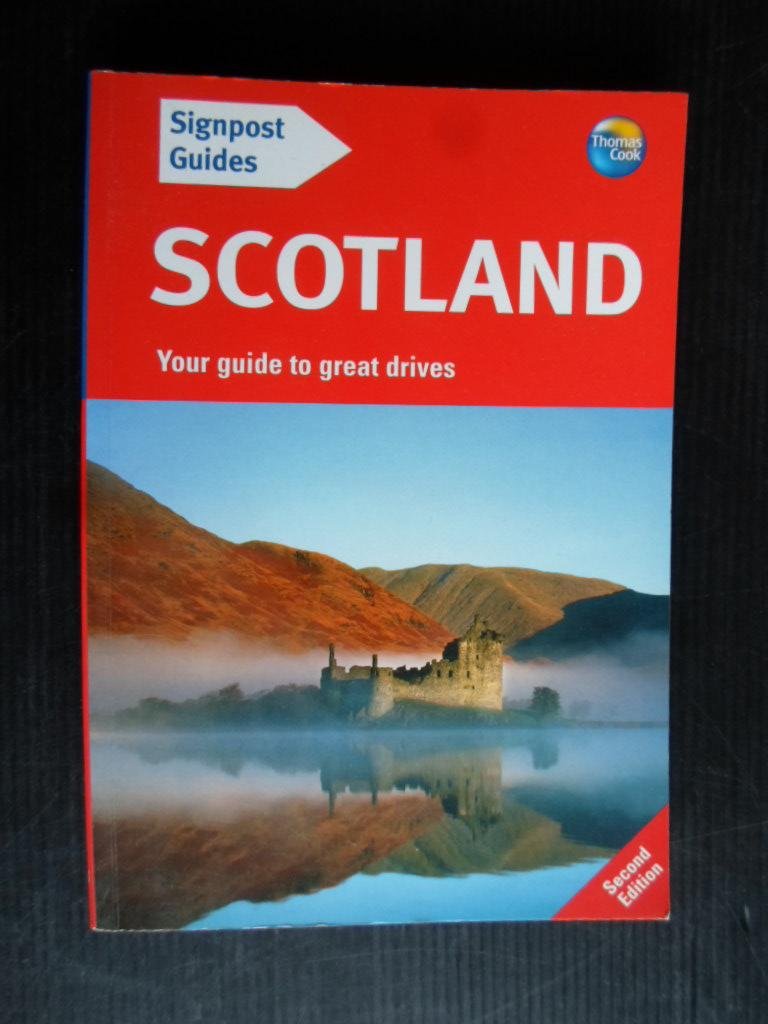 Signpost
Guides
Thomas
Cook
SCOTLAND
Your guide to great drives
Second
Edition